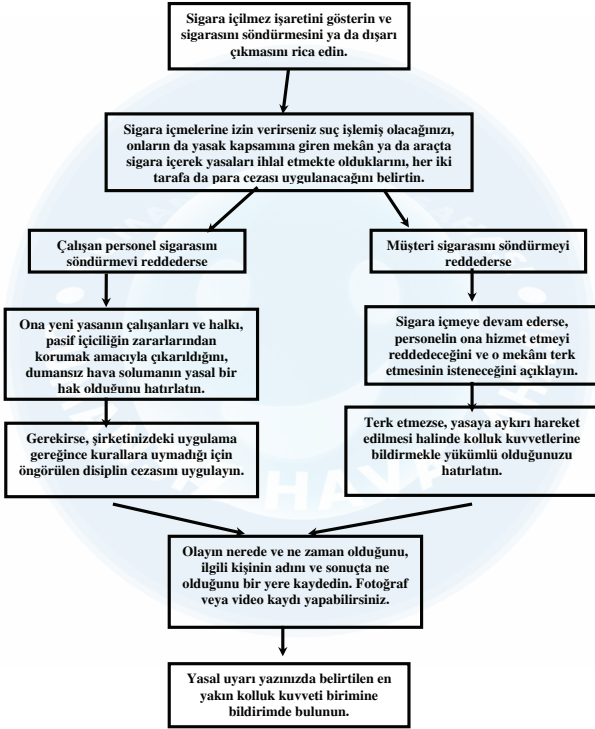 Sigara içilmez işaretini gösterin ve
sigarasını söndürmesini ya da dışarı
çıkmasını rica edin.
Sigara içmelerine izin verirseniz suç işlemiş olacağınızı,
onların da yasak kapsamına giren mekân ya da araçta
sigara içerek yasaları ihlal etmekte olduklarını, her iki
tarafa da para cezası uygulanacağını belirtin.
Çalışan personel sigarasını
söndürmeyi reddederse
Müşteri sigarasını söndürmeyi
reddederse
Ona yeni yasanın çalışanları ve halkı,
pasif içiciliğin zararlarından
korumak amacıyla çıkarıldığını,
dumansız hava solumanın yasal bir
hak olduğunu hatırlatın.
Sigara içmeye devam ederse,
personelin ona hizmet etmeyi
reddedeceğini ve o mekânı terk
etmesinin isteneceğini açıklayın.
Gerekirse, şirketinizdeki uygulama
gereğince kurallara uymadığı için
öngörülen disiplin cezasını uygulayın.
Terk etmezse, yasaya aykırı hareket
edilmesi halinde kolluk kuvvetlerine
bildirmekle yükümlü olduğunuzu
hatırlatın.
Olayın nerede ve ne zaman olduğunu,
ilgili kişinin adını ve sonuçta ne
olduğunu bir yere kaydedin. Fotoğraf
veya video kaydı yapabilirsiniz.
Yasal uyarı yazınızda belirtilen en
yakın kolluk kuvveti birimine
bildirimde bulunun.